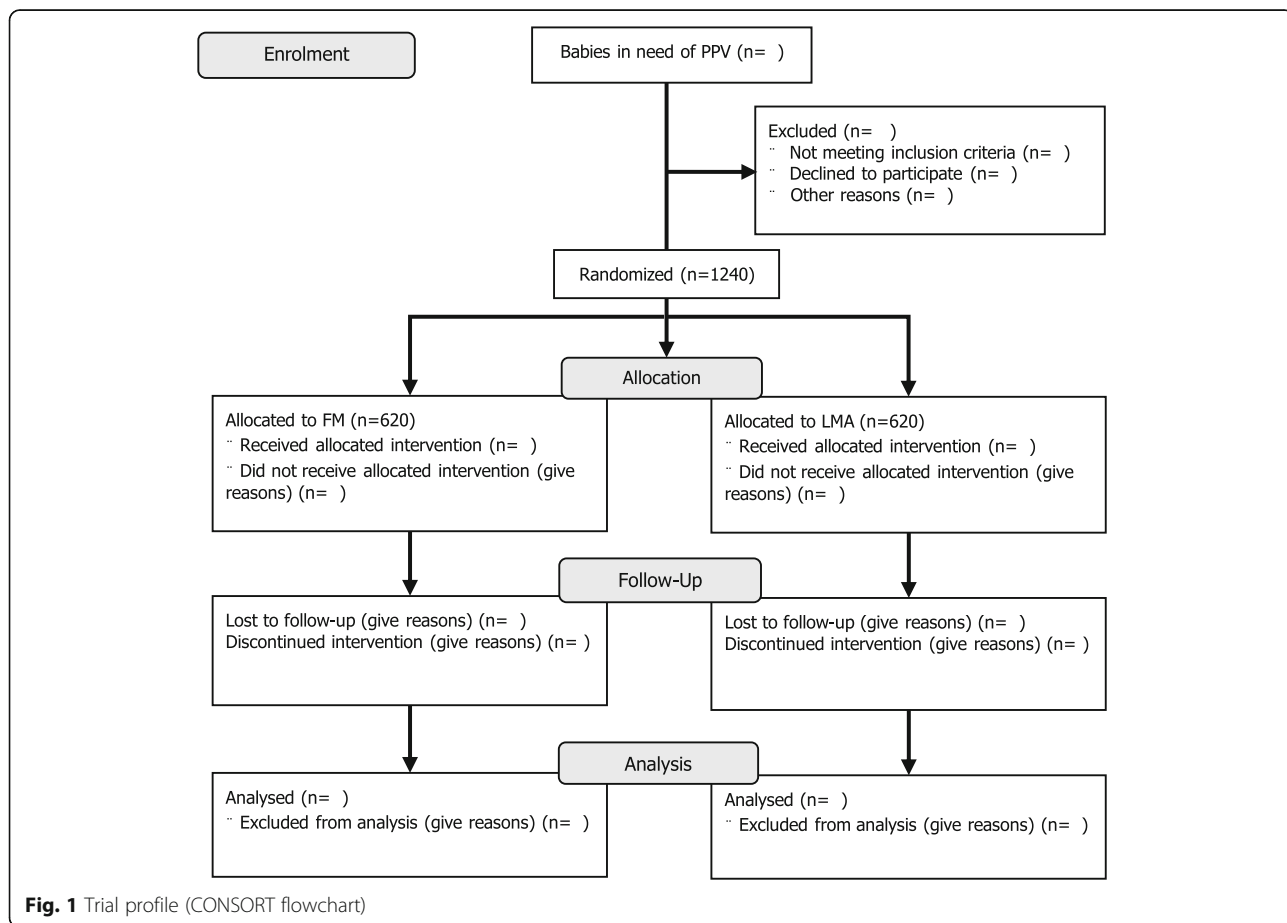 Enrolment
Babies in need of PPV (n= )
Excluded (n= )
¨ Not meeting inclusion criteria (n= )
¨ Declined to participate (n= )
¨ Other reasons (n= )
Randomized (n=1240)
Allocation
Allocated to FM (n=620)
¨ Received allocated intervention (n= )
¨ Did not receive allocated intervention (give
reasons) (n= )
Allocated to LMA (n=620)
¨ Received allocated intervention (n= )
¨ Did not receive allocated intervention (give
reasons) (n= )
Follow-Up
Lost to follow-up (give reasons) (n= )
Discontinued intervention (give reasons) (n= )
Lost to follow-up (give reasons) (n= )
Discontinued intervention (give reasons) (n= )
Analysis
Analysed (n= )
¨ Excluded from analysis (give reasons) (n= )
Analysed (n= )
¨ Excluded from analysis (give reasons) (n= )
Fig. 1 Trial profile (CONSORT flowchart)